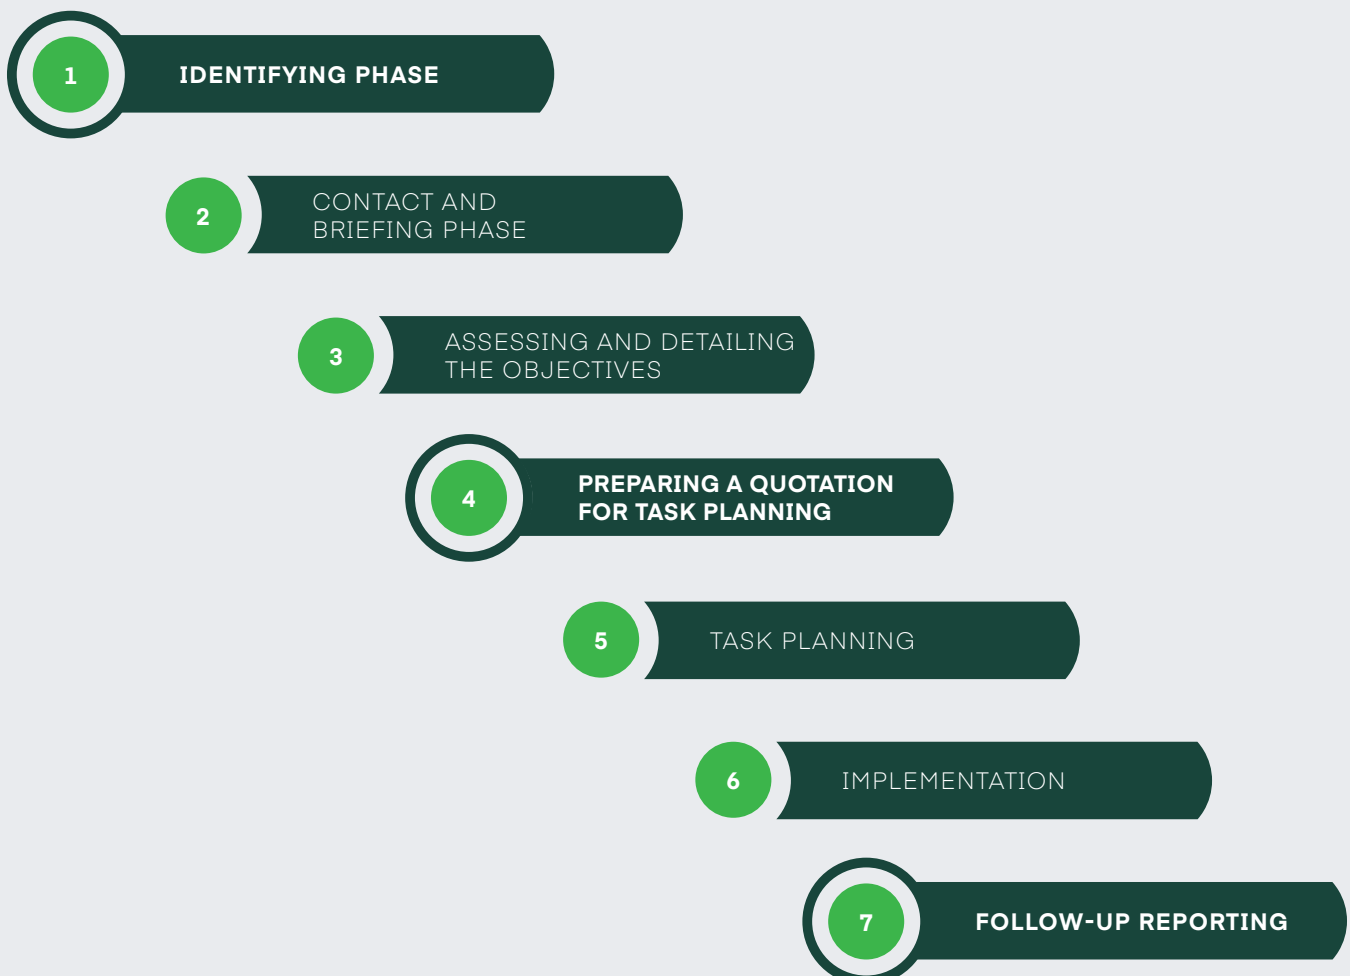 1
IDENTIFYING PHASE
2
CONTACT AND
BRIEFING PHASE
3
ASSESSING AND DETAILING
THE OBJECTIVES
4
PREPARING A QUOTATION
FOR TASK PLANNING
5
TASK PLANNING
6
IMPLEMENTATION
7
FOLLOW-UP REPORTING